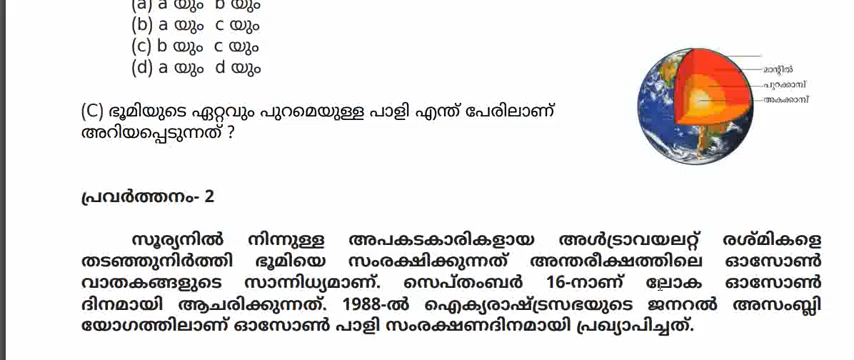 (a) a യും b യും
(b) a യും c യും
(c) b യും c യും
(d) a യും d യും
മാന്റിൽ
പുറക്കാമ്പ്
അകക്കാമ്പ്
(C) ഭൂമിയുടെ ഏറ്റവും പുറമെയുള്ള പാളി എന്ത് പേരിലാണ്
അറിയപ്പെടുന്നത് ?
പ്രവർത്തനം- 2
സൂര്യനിൽ നിന്നുള്ള അപകടകാരികളായ അൾട്രാവയലറ്റ് രശ്മികളെ
തടഞ്ഞുനിർത്തി ഭൂമിയെ സംരക്ഷിക്കുന്നത് അന്തരീക്ഷത്തിലെ ഓസോൺ
വാതകങ്ങളുടെ സാന്നിധ്യമാണ്. സെപ്തംബർ 16-നാണ് ലോക ഓസോൺ
ദിനമായി ആചരിക്കുന്നത്. 1988-ൽ ഐക്യരാഷ്ട്രസഭയുടെ ജനറൽ അസംബ്ലി
യോഗത്തിലാണ് ഓസോൺ പാളി സംരക്ഷണദിനമായി പ്രഖ്യാപിച്ചത്.